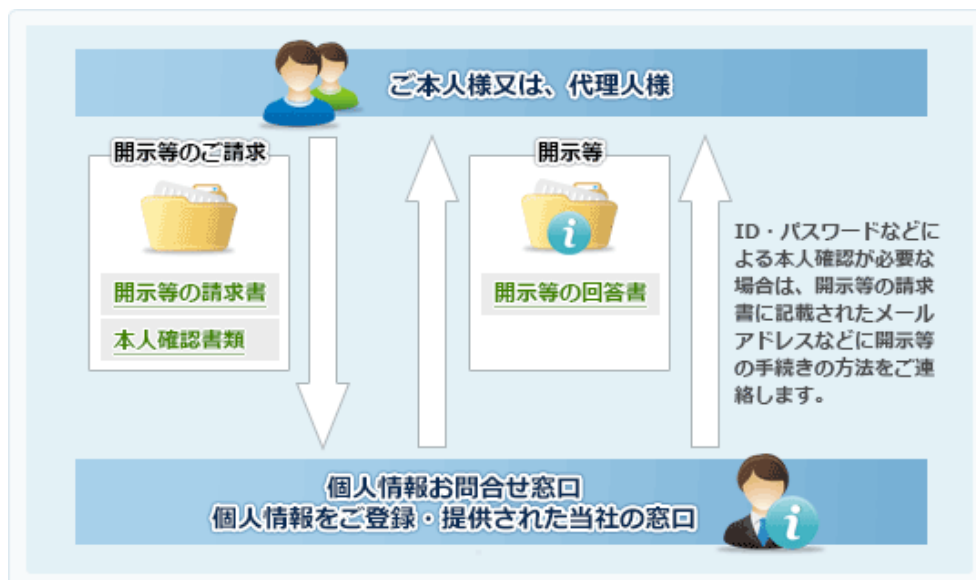 ご本人様又は、代理人様
開示等のご請求
開示等の請求書
本人確認書類
開示等
開示等の回答書
ID・パスワードなどに
よる本人確認が必要な
場合は、開示等の請求
書に記載されたメール
アドレスなどに開示等
の手続きの方法をご連
絡します。
個人情報お問合せ窓口
個人情報をご登録・提供された当社の窓口